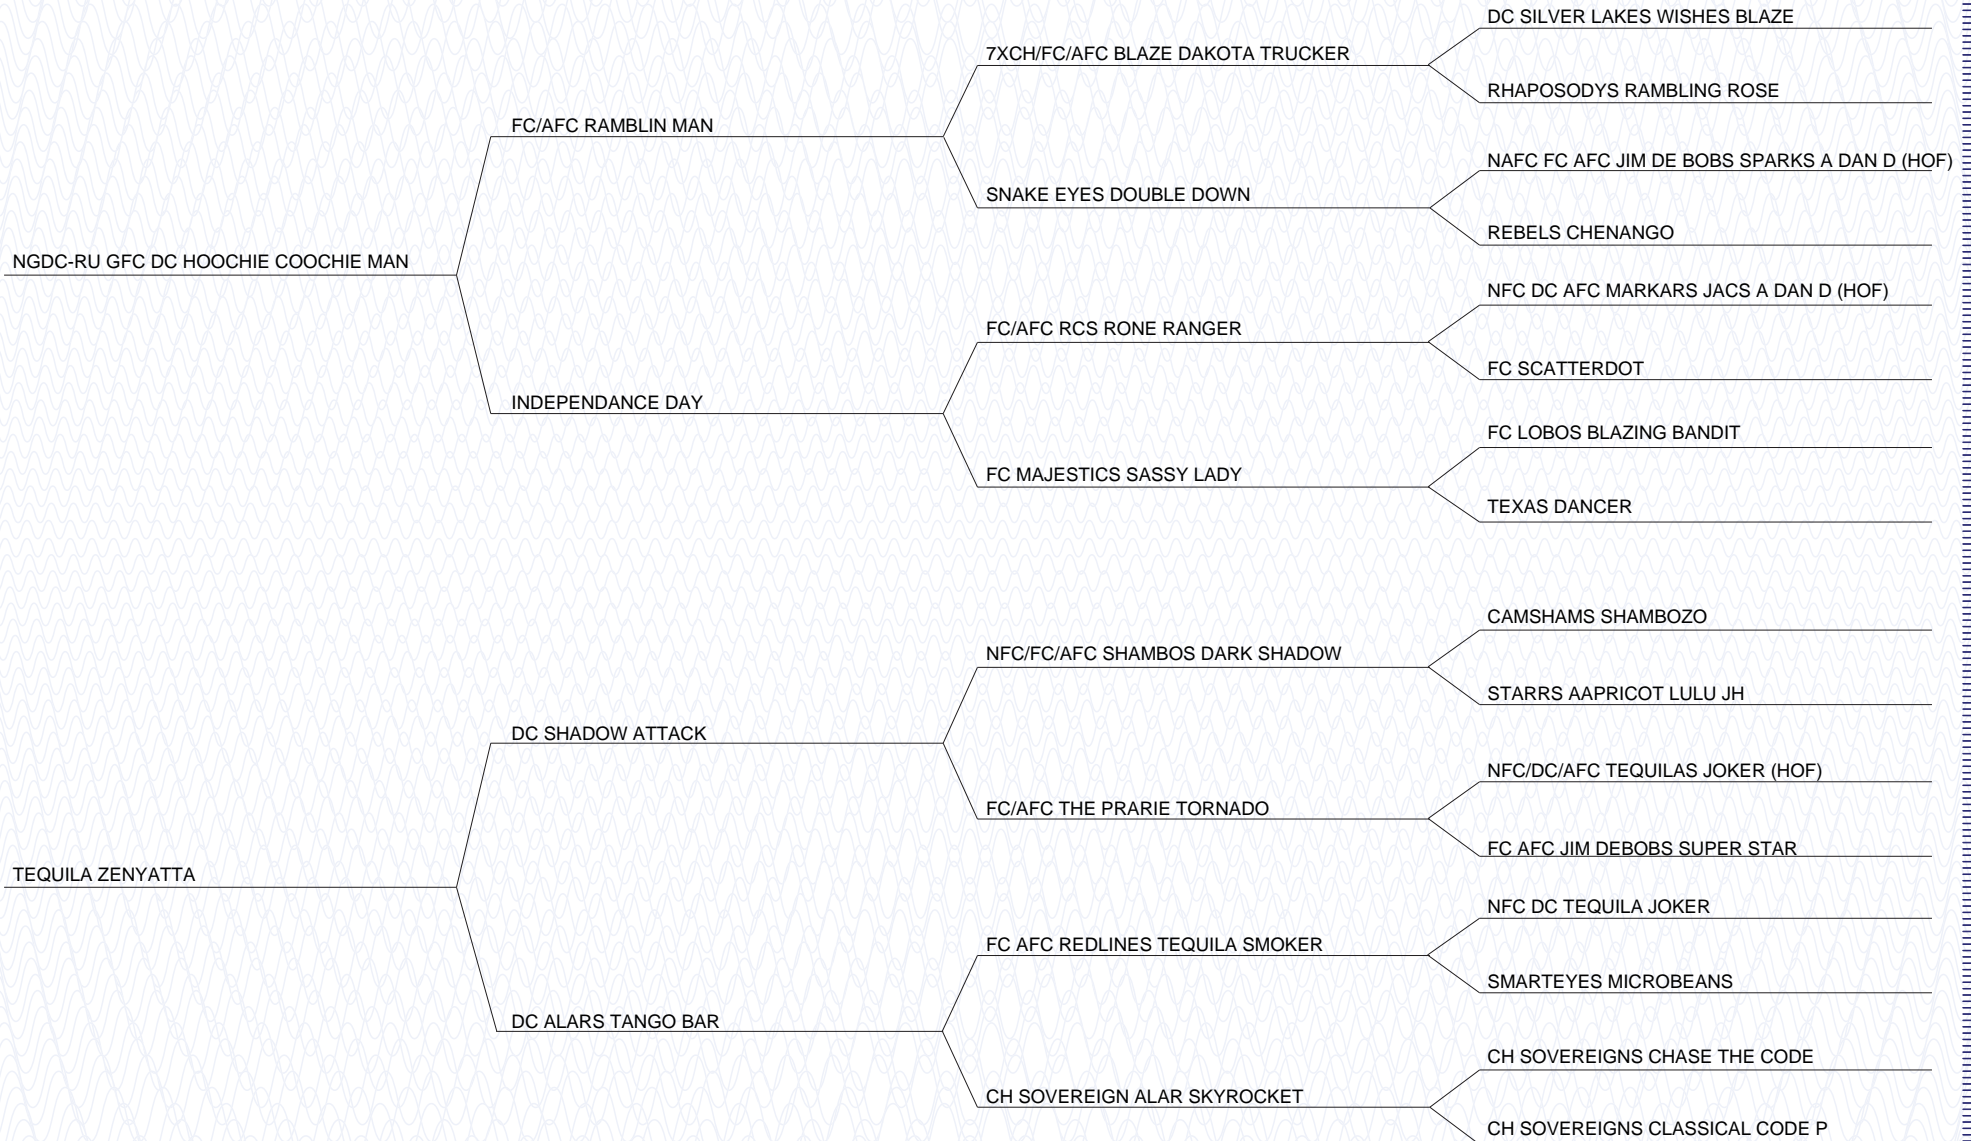 DC SILVER LAKES WISHES BLAZE
7XCH/FC/AFC BLAZE DAKOTA TRUCKER
RHAPOSODYS RAMBLING ROSE
FC/AFC RAMBLIN MAN
NAFC FC AFC JIM DE BOBS SPARKS A DAN D (HOF)
SNAKE EYES DOUBLE DOWN
REBELS CHENANGO
NGDC-RU GFC DC HOOCHIE COOCHIE MAN
NFC DC AFC MARKARS JACS A DAN D (HOF)
FC/AFC RCS RONE RANGER
FC SCATTERDOT
INDEPENDANCE DAY
FC LOBOS BLAZING BANDIT
FC MAJESTICS SASSY LADY
TEXAS DANCER
CAMSHAMS SHAMBOZO
NFC/FC/AFC SHAMBOS DARK SHADOW
STARRS AAPRICOT LULU JH
DC SHADOW ATTACK
NFC/DC/AFC TEQUILAS JOKER (HOF)
FC/AFC THE PRARIE TORNADO
FC AFC JIM DEBOBS SUPER STAR
TEQUILA ZENYATTA
NFC DC TEQUILA JOKER
FC AFC REDLINES TEQUILA SMOKER
SMARTEYES MICROBEANS
DC ALARS TANGO BAR
CH SOVEREIGNS CHASE THE CODE
CH SOVEREIGN ALAR SKYROCKET
CH SOVEREIGNS CLASSICAL CODE P